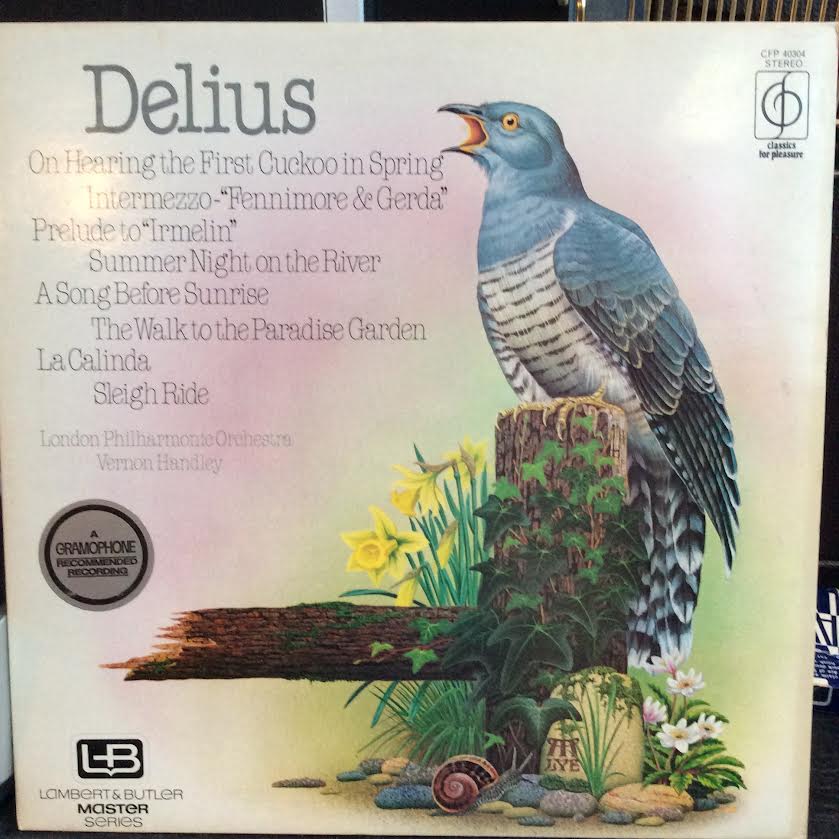 CFP 40304
STEREO
classics
for pleasure
Delius
On Hearing the First Cuckoo in Spring
Intermezzo-"Fennimore & Gerda"
Prelude to "Irmelin"
Summer Night on the River
A Song Before Sunrise
The Walk to the Paradise Garden
La Calinda
Sleigh Ride
London Philharmonic Orchestra
Vernon Handley
A
GRAMOPHONE
RECOMMENDED
RECORDING
LYE
L&B
LAMBERT & BUTLER
MASTER
SERIES